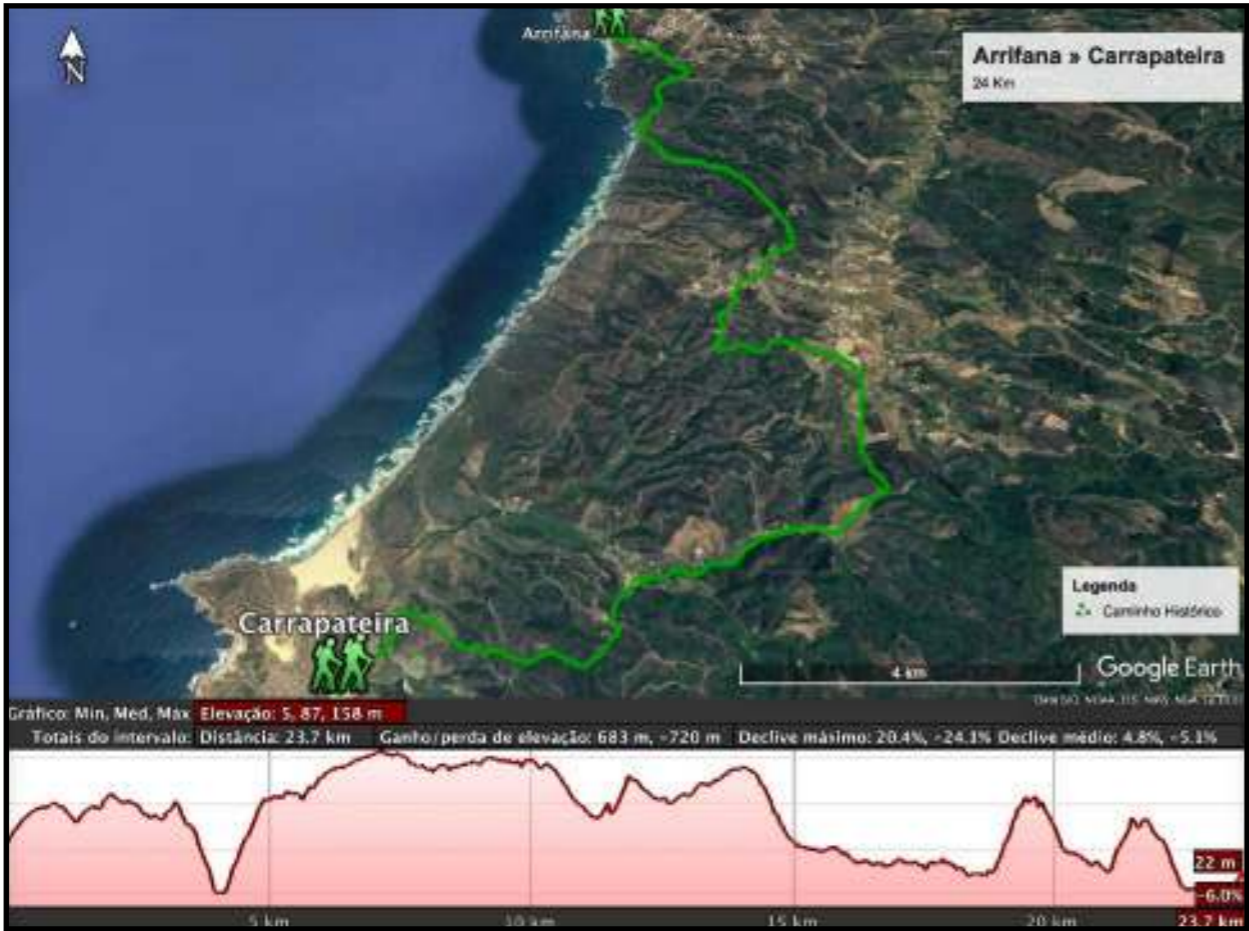 N
Arrifana
Arrifana » Carrapateira
24 Km
Carrapateira
Legenda
Caminho Histórico
4 km
Google Earth
Gráfico: Min, Med, Máx Elevação: 5, 87, 158 m
Totais do intervalo: Distância: 23.7 km Ganho/perda de elevação: 683 m, -720 m Declive máximo: 20.4%, -24.1% Declive médio: 4.8%, -5.1%
22 m
-6.0%
5 km 10 km 15 km 20 km 23.7 km